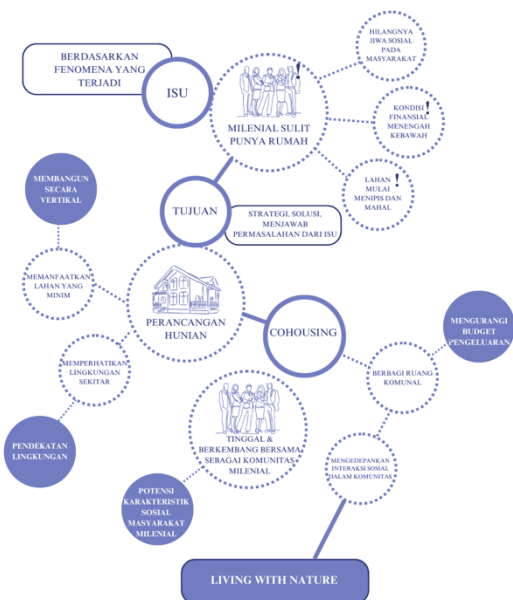 BERDASARKAN
FENOMENA YANG
TERJADI
ISU
!
MILENIAL SULIT
PUNYA RUMAH
HILANGNYA
JIWA SOSIAL
PADA
MASYARAKAT
!
KONDISI
FINANSIAL
MENENGAH
KEBAWAH
!
LAHAN
MULAI
MENIPIS DAN
MAHAL
TUJUAN
STRATEGI, SOLUSI,
MENJAWAB
PERMASALAHAN DARI ISU
MEMBANGUN
SECARA
VERTIKAL
MEMANFAATKAN
LAHAN YANG
MINIM
PERANCANGAN
HUNIAN
MEMPERHATIKAN
LINGKUNGAN
SEKITAR
PENDEKATAN
LINGKUNGAN
COHOUSING
MENGURANGI
BUDGET
PENGELUARAN
BERBAGI RUANG
KOMUNAL
TINGGAL &
BERKEMBANG BERSAMA
SEBAGAI KOMUNITAS
MILENIAL
MENGEDEPANKAN
INTERAKSI SOSIAL
DALAM KOMUNITAS
POTENSI
KARAKTERISTIK
SOSIAL
MASYARAKAT
MILENIAL
LIVING WITH NATURE